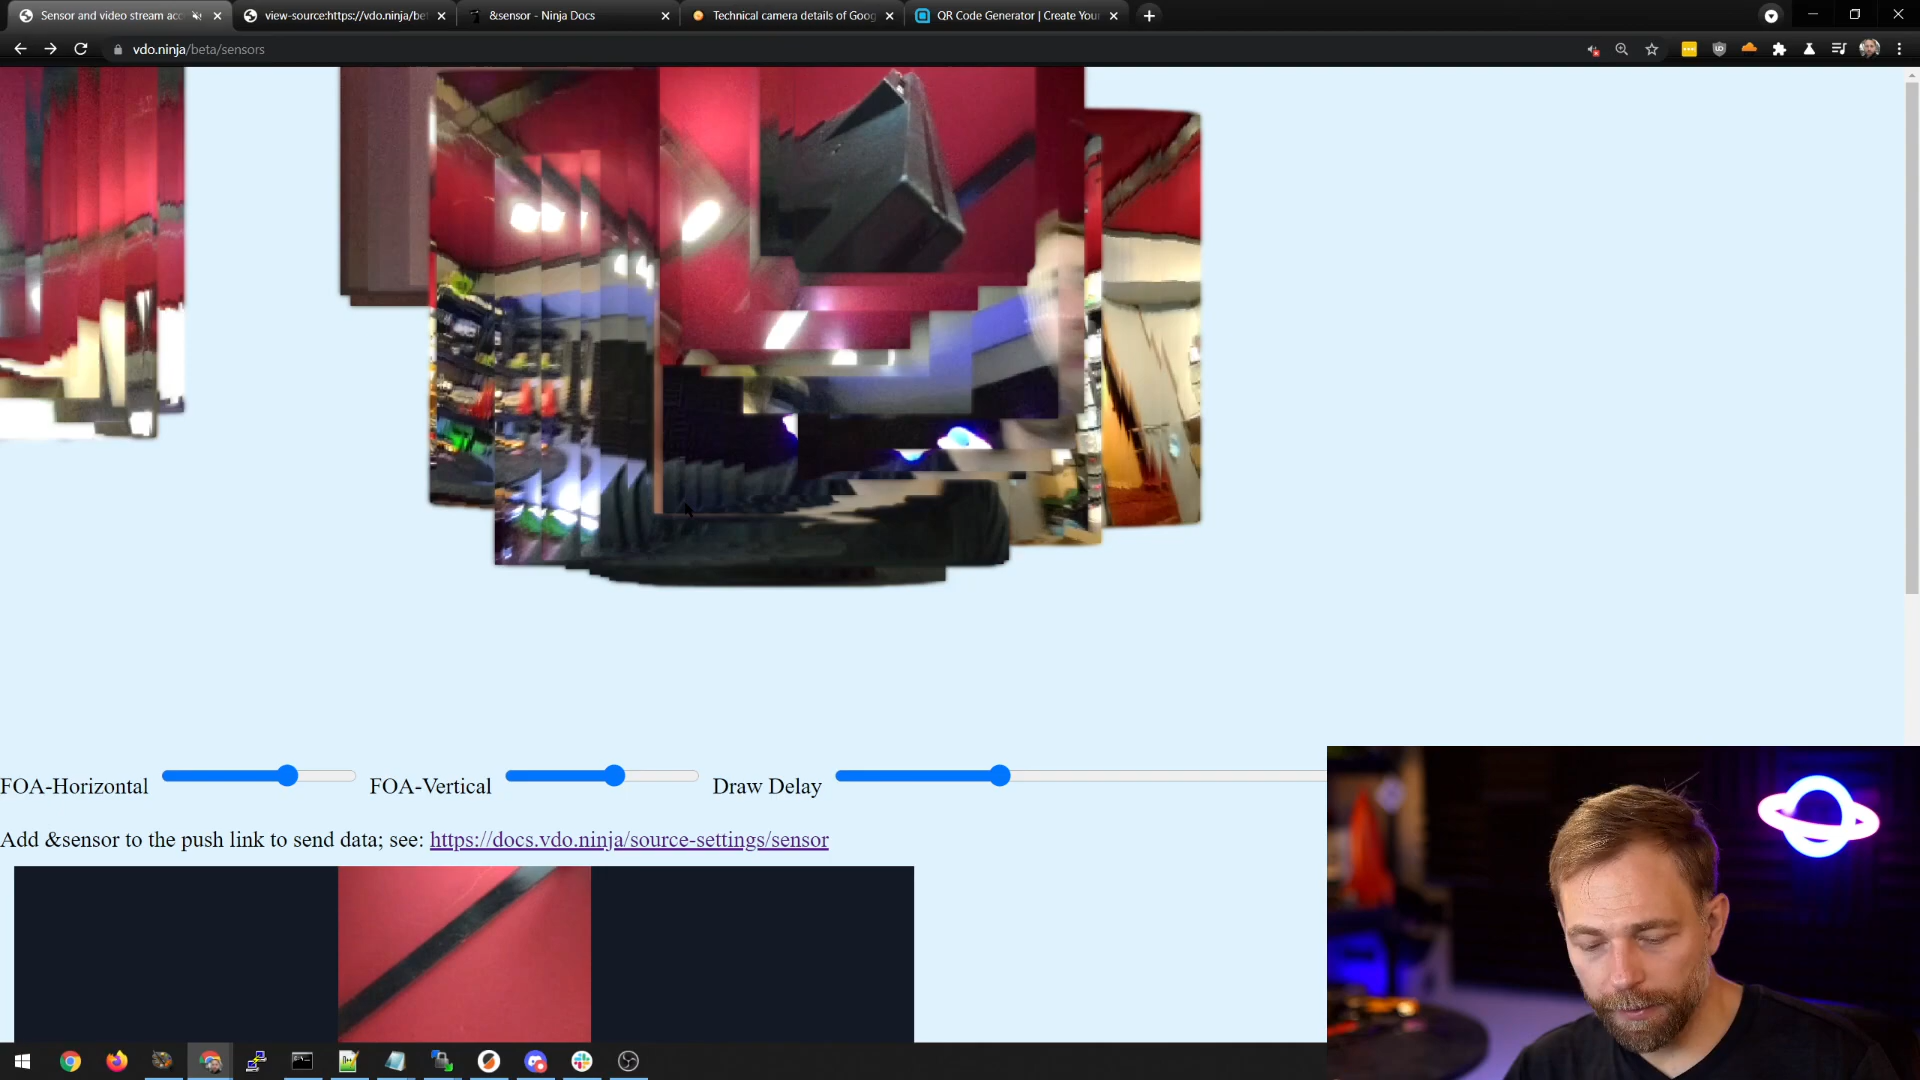 Sensor and video stream acc
view-source:https://vdo.ninja/bet
&sensor - Ninja Docs
Technical camera details of Goog
QR Code Generator | Create You
vdo.ninja/beta/sensors
FOA-Horizontal
FOA-Vertical
Draw Delay
Add &sensor to the push link to send data; see: https://docs.vdo.ninja/source-settings/sensor